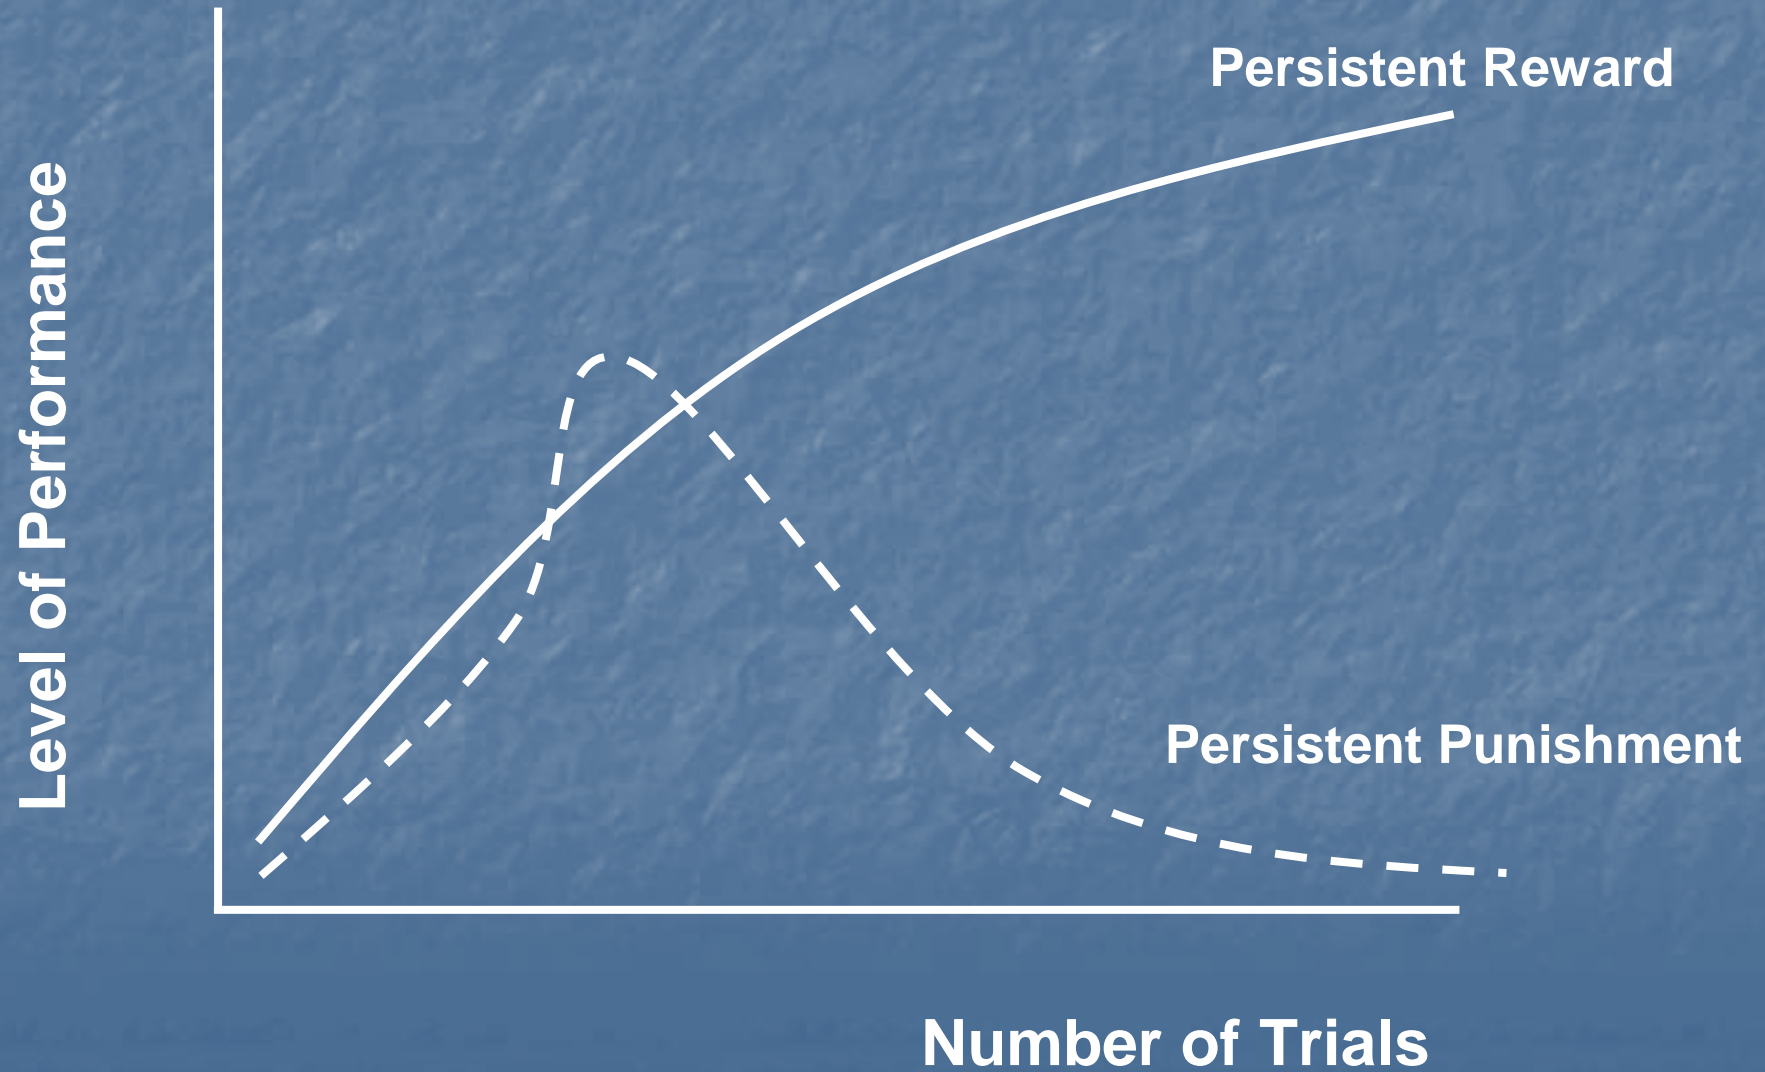 Persistent Reward
Level of Performance
Persistent Punishment
Number of Trials